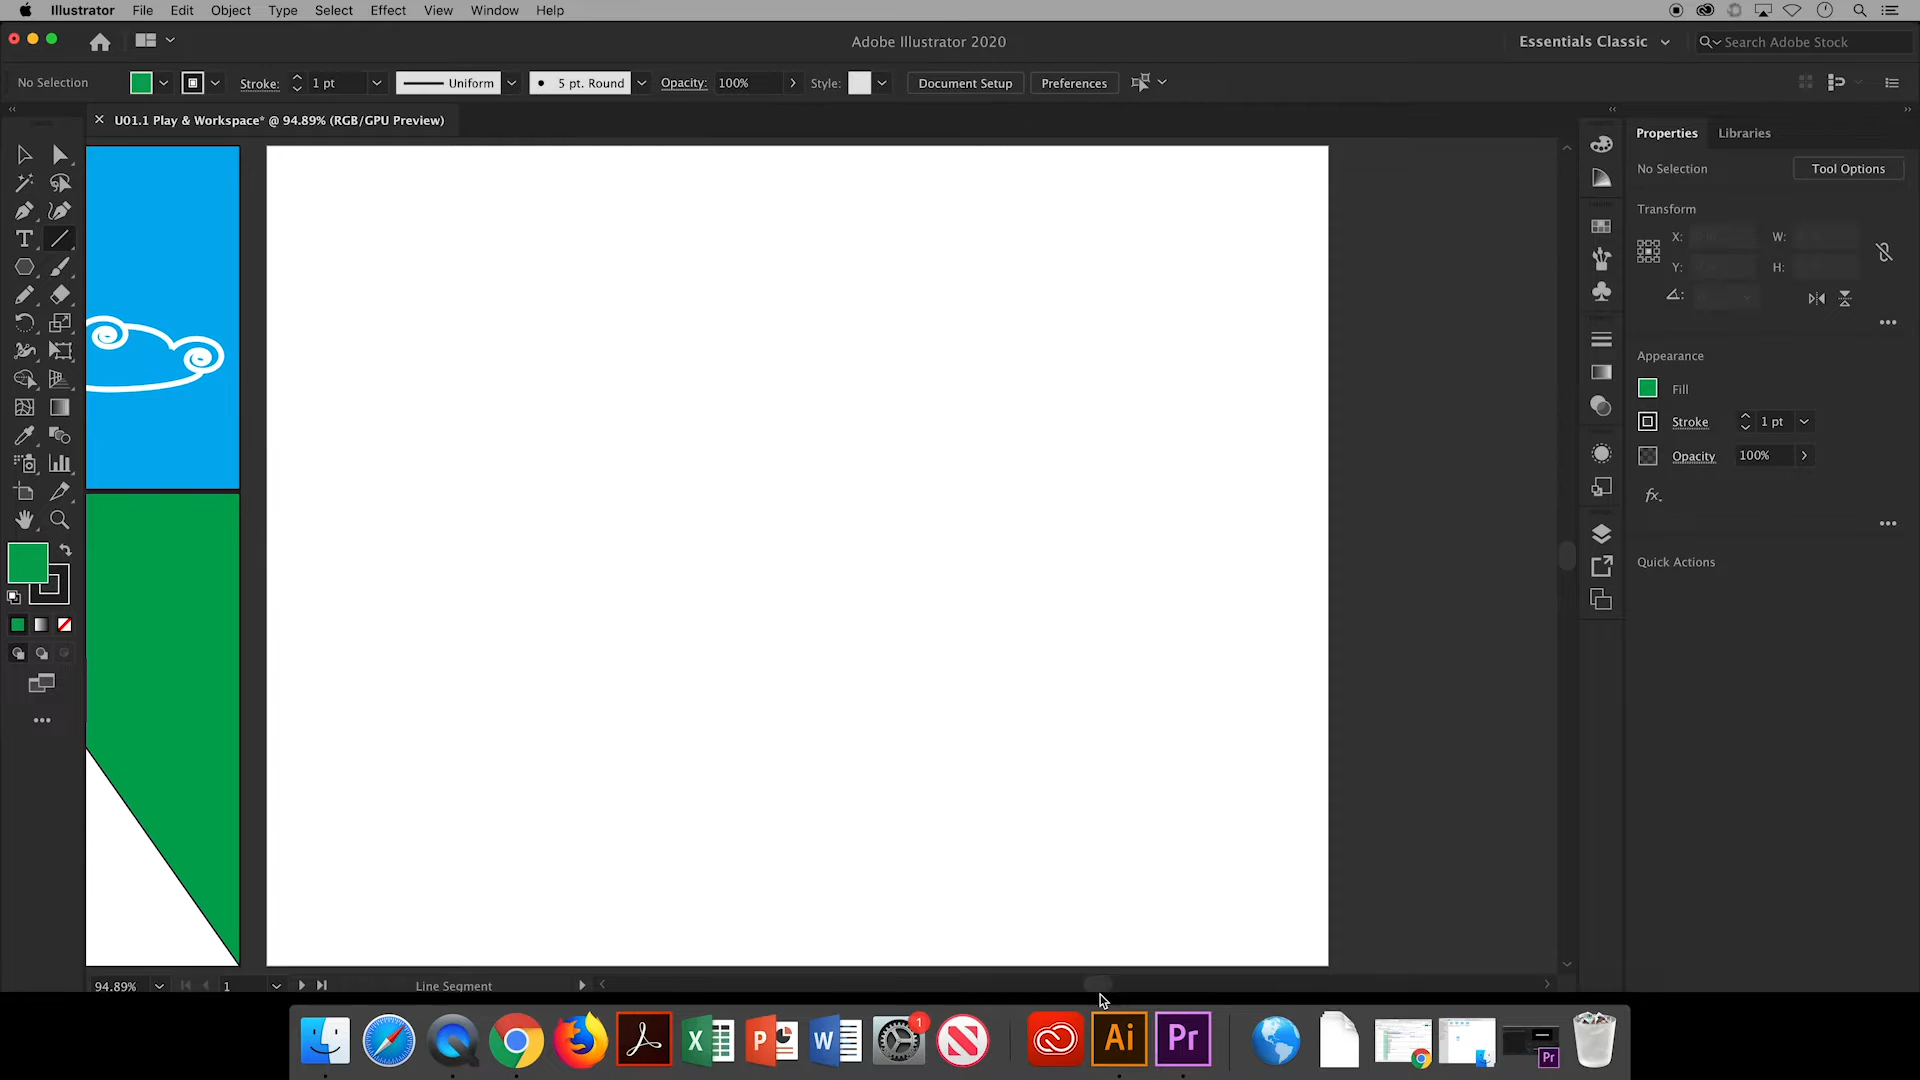 Illustrator File Edit Object Type Select Effect View Window Help
Adobe Illustrator 2020
Essentials Classic
Search Adobe Stock
No Selection
Stroke: 1 pt
Uniform
5 pt. Round
Opacity: 100%
Style:
Document Setup
Preferences
U01.1 Play & Workspace* @ 94.89% (RGB/GPU Preview)
Properties Libraries
No Selection
Tool Options
Transform
X: W:
Y: H:
Appearance
Fill
Stroke 1 pt
Opacity 100%
fx.
Quick Actions
94.89%
1
Line Segment
1
X P W
Ai Pr
Pr